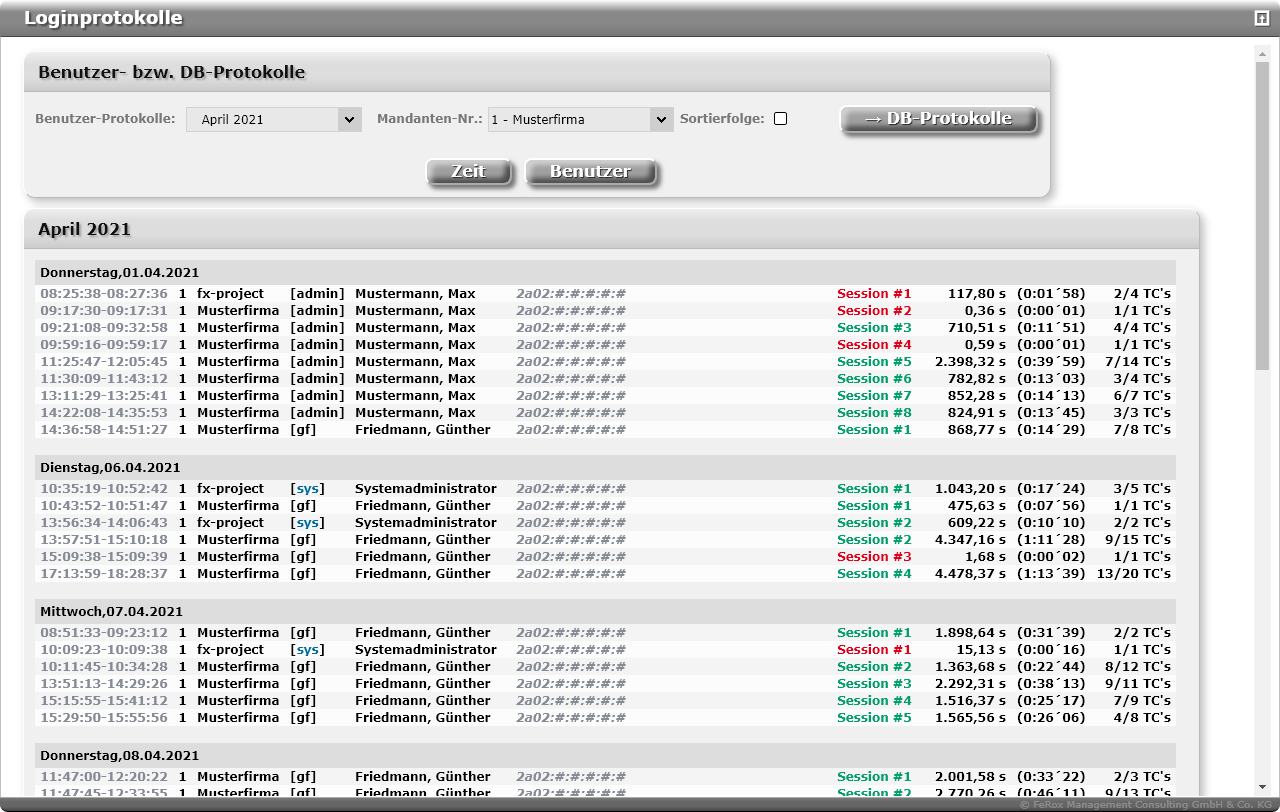 Loginprotokolle
Benutzer- bzw. DB-Protokolle
Benutzer-Protokolle: April 2021 Mandanten-Nr.: 1 - Musterfirma Sortierfolge: → DB-Protokolle
Zeit Benutzer
April 2021
Donnerstag,01.04.2021
08:25:38-08:27:36 1 fx-project [admin] Mustermann, Max 2a02:#:#:#:#:# Session #1 117,80 s (0:01´58) 2/4 TC's
09:17:30-09:17:31 1 Musterfirma [admin] Mustermann, Max 2a02:#:#:#:#:# Session #2 0,36 s (0:00´01) 1/1 TC's
09:21:08-09:32:58 1 Musterfirma [admin] Mustermann, Max 2a02:#:#:#:#:# Session #3 710,51 s (0:11´51) 4/4 TC's
09:59:16-09:59:17 1 Musterfirma [admin] Mustermann, Max 2a02:#:#:#:#:# Session #4 0,59 s (0:00´01) 1/1 TC's
11:25:47-12:05:45 1 Musterfirma [admin] Mustermann, Max 2a02:#:#:#:#:# Session #5 2.398,32 s (0:39´59) 7/14 TC's
11:30:09-11:43:12 1 Musterfirma [admin] Mustermann, Max 2a02:#:#:#:#:# Session #6 782,82 s (0:13´03) 3/4 TC's
13:11:29-13:25:41 1 Musterfirma [admin] Mustermann, Max 2a02:#:#:#:#:# Session #7 852,28 s (0:14´13) 6/7 TC's
14:22:08-14:35:53 1 Musterfirma [admin] Mustermann, Max 2a02:#:#:#:#:# Session #8 824,91 s (0:13´45) 3/3 TC's
14:36:58-14:51:27 1 Musterfirma [gf] Friedmann, Günther 2a02:#:#:#:#:# Session #1 868,77 s (0:14´29) 7/8 TC's
Dienstag,06.04.2021
10:35:19-10:52:42 1 fx-project [sys] Systemadministrator 2a02:#:#:#:#:# Session #1 1.043,20 s (0:17´24) 3/5 TC's
10:43:52-10:51:47 1 Musterfirma [gf] Friedmann, Günther 2a02:#:#:#:#:# Session #1 475,63 s (0:07´56) 1/1 TC's
13:56:34-14:06:43 1 fx-project [sys] Systemadministrator 2a02:#:#:#:#:# Session #2 609,22 s (0:10´10) 2/2 TC's
13:57:51-15:10:18 1 Musterfirma [gf] Friedmann, Günther 2a02:#:#:#:#:# Session #2 4.347,16 s (1:11´28) 9/15 TC's
15:09:38-15:09:39 1 Musterfirma [gf] Friedmann, Günther 2a02:#:#:#:#:# Session #3 1,68 s (0:00´02) 1/1 TC's
17:13:59-18:28:37 1 Musterfirma [gf] Friedmann, Günther 2a02:#:#:#:#:# Session #4 4.478,37 s (1:13´39) 13/20 TC's
Mittwoch,07.04.2021
08:51:33-09:23:12 1 Musterfirma [gf] Friedmann, Günther 2a02:#:#:#:#:# Session #1 1.898,64 s (0:31´39) 2/2 TC's
10:09:23-10:09:38 1 fx-project [sys] Systemadministrator 2a02:#:#:#:#:# Session #1 15,13 s (0:00´16) 1/1 TC's
10:11:45-10:34:28 1 Musterfirma [gf] Friedmann, Günther 2a02:#:#:#:#:# Session #2 1.363,68 s (0:22´44) 8/12 TC's
13:51:13-14:29:26 1 Musterfirma [gf] Friedmann, Günther 2a02:#:#:#:#:# Session #3 2.292,31 s (0:38´13) 9/11 TC's
15:15:55-15:41:12 1 Musterfirma [gf] Friedmann, Günther 2a02:#:#:#:#:# Session #4 1.516,37 s (0:25´17) 7/9 TC's
15:29:50-15:55:56 1 Musterfirma [gf] Friedmann, Günther 2a02:#:#:#:#:# Session #5 1.565,56 s (0:26´06) 4/8 TC's
Donnerstag,08.04.2021
11:47:00-12:20:22 1 Musterfirma [gf] Friedmann, Günther 2a02:#:#:#:#:# Session #1 2.001,58 s (0:33´22) 2/3 TC's
11:47:45-12:33:55 1 Musterfirma [gf] Friedmann, Günther 2a02:#:#:#:#:# Session #2 2.770,26 s (0:46´11) 9/13 TC's
© FeRox Management Consulting GmbH & Co. KG